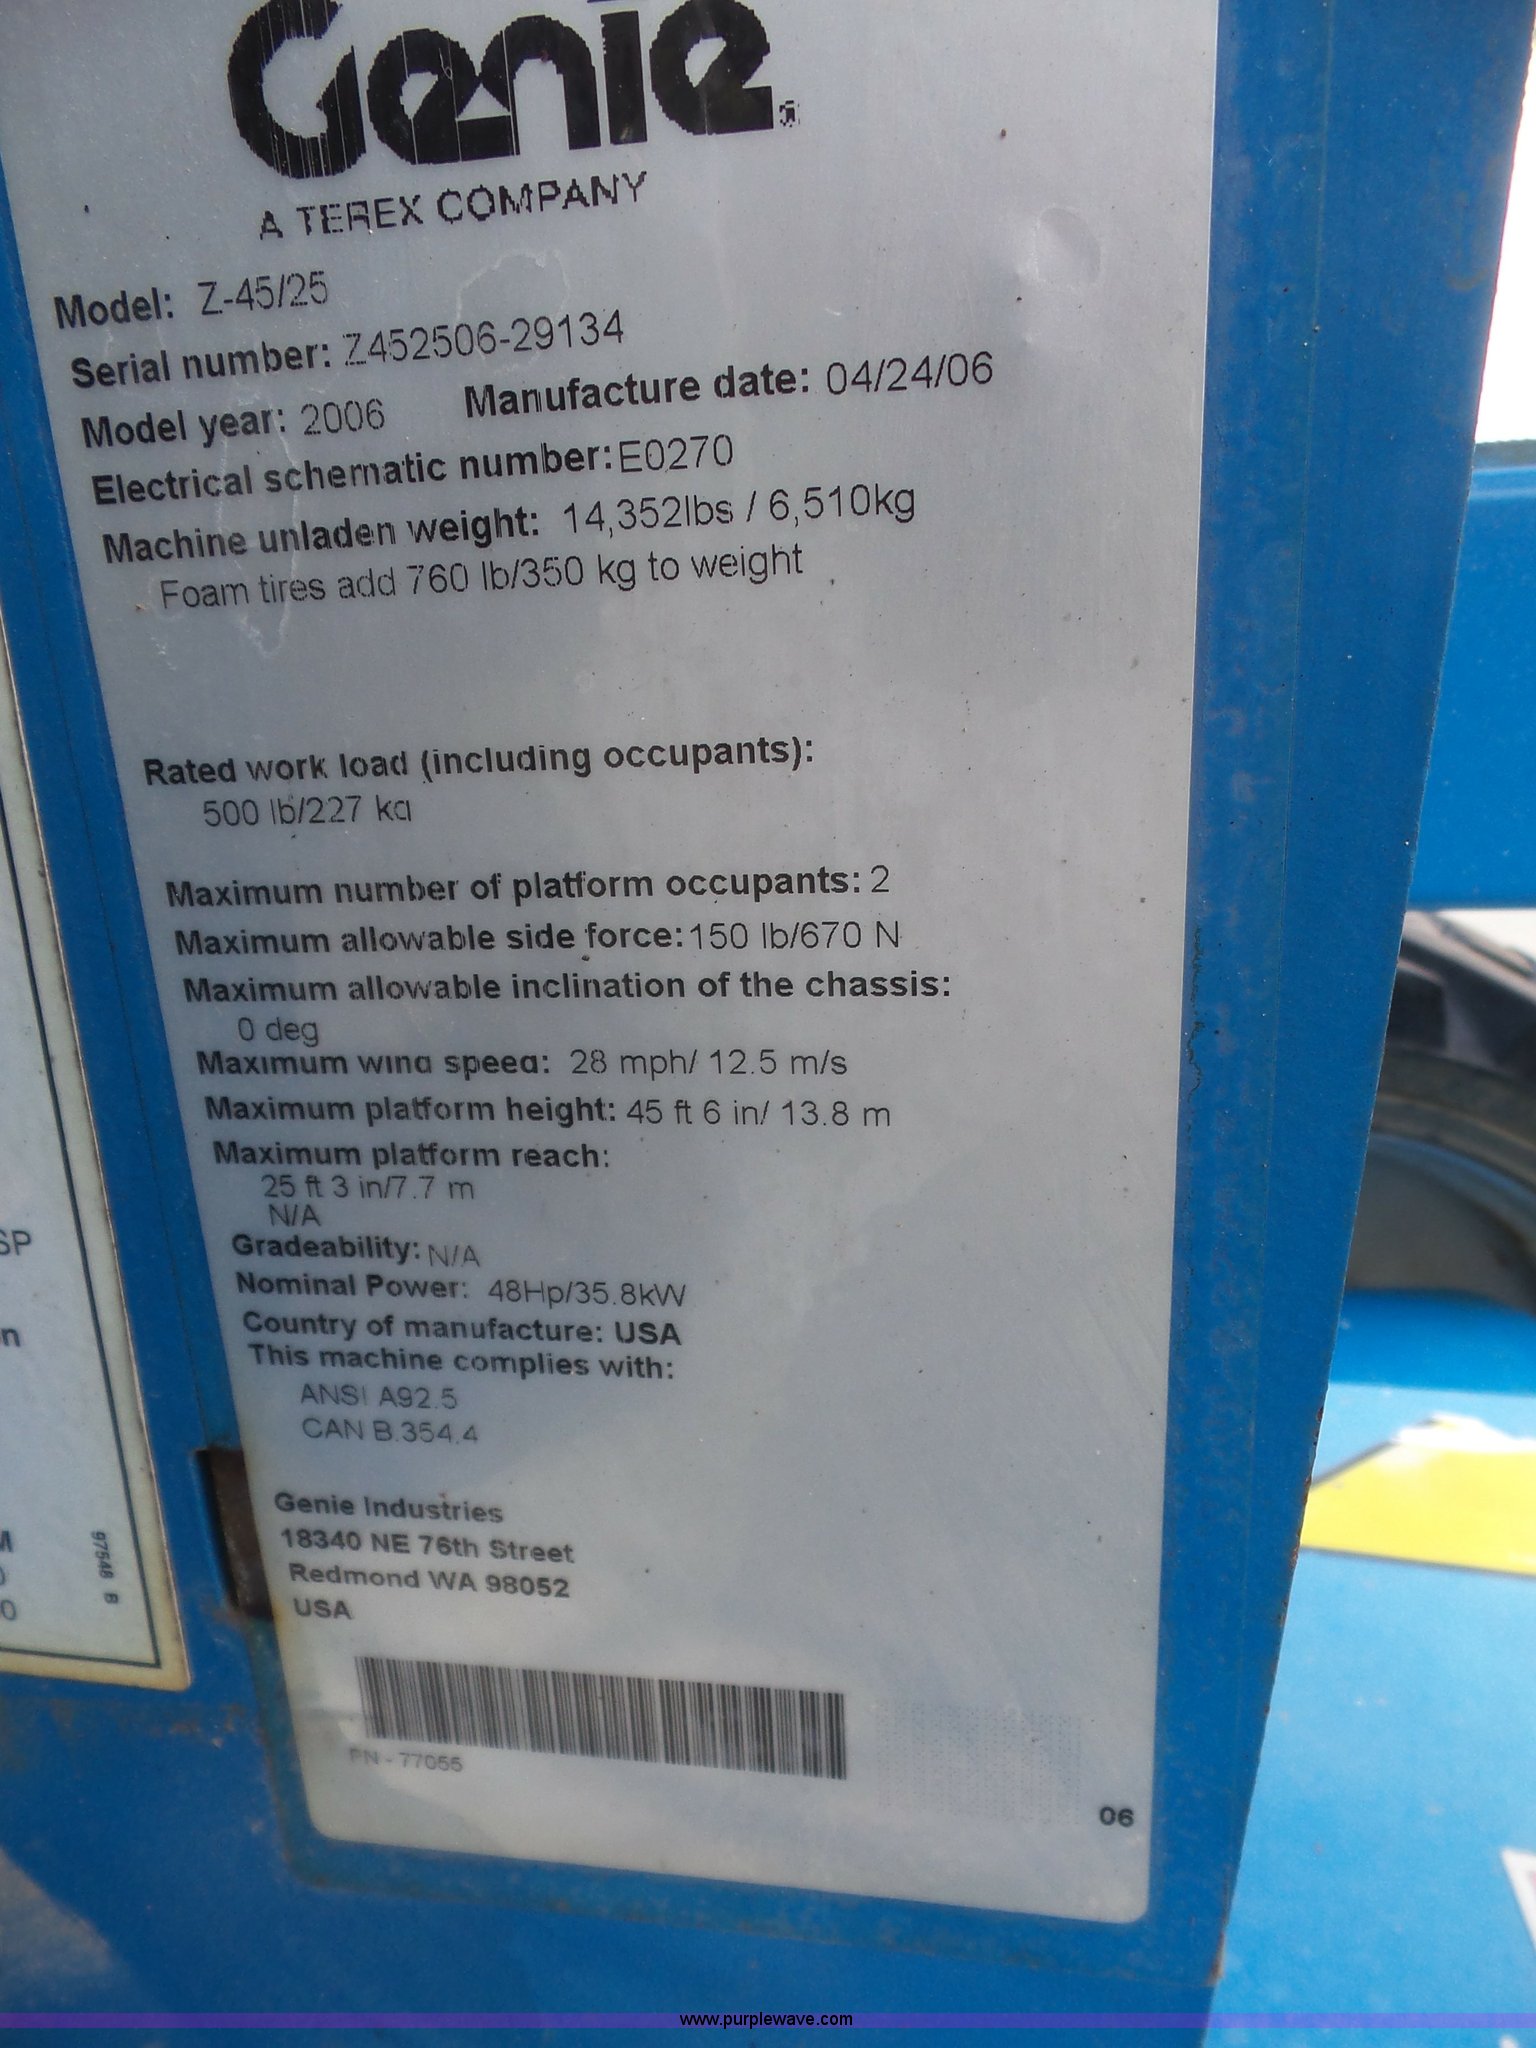 Genie
A TEREX COMPANY
Model: Z-45/25
Serial number: Z452506-29134
Model year: 2006 Manufacture date: 04/24/06
Electrical schematic number: E0270
Machine unladen weight: 14,352lbs / 6,510kg
Foam tires add 760 lb/350 kg to weight
Rated work load (including occupants):
500 lb/227 kg
Maximum number of platform occupants: 2
Maximum allowable side force: 150 lb/670 N
Maximum allowable inclination of the chassis:
0 deg
Maximum wind speed: 28 mph/ 12.5 m/s
Maximum platform height: 45 ft 6 in/ 13.8 m
Maximum platform reach:
25 ft 3 in/7.7 m
N/A
Gradeability: N/A
Nominal Power: 48Hp/35.8kW
Country of manufacture: USA
This machine complies with:
ANSI A92.5
CAN B.354.4
Genie Industries
18340 NE 76th Street
Redmond WA 98052
USA
PN - 77055
06
97548 B
www.purplewave.com